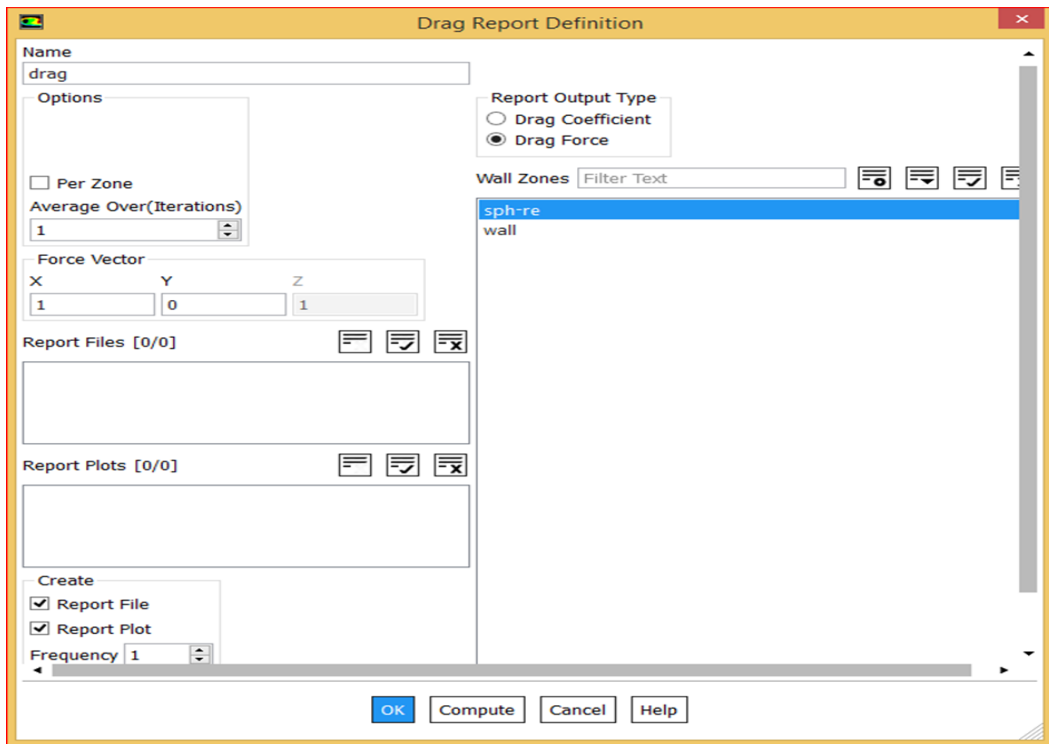 Drag Report Definition
Name
drag
Options
Per Zone
Average Over(Iterations)
1
Force Vector
X Y Z
1 0 1
Report Files [0/0]
Report Plots [0/0]
Create
Report File
Report Plot
Frequency 1
Report Output Type
Drag Coefficient
Drag Force
Wall Zones Filter Text
sph-re
wall
OK Compute Cancel Help